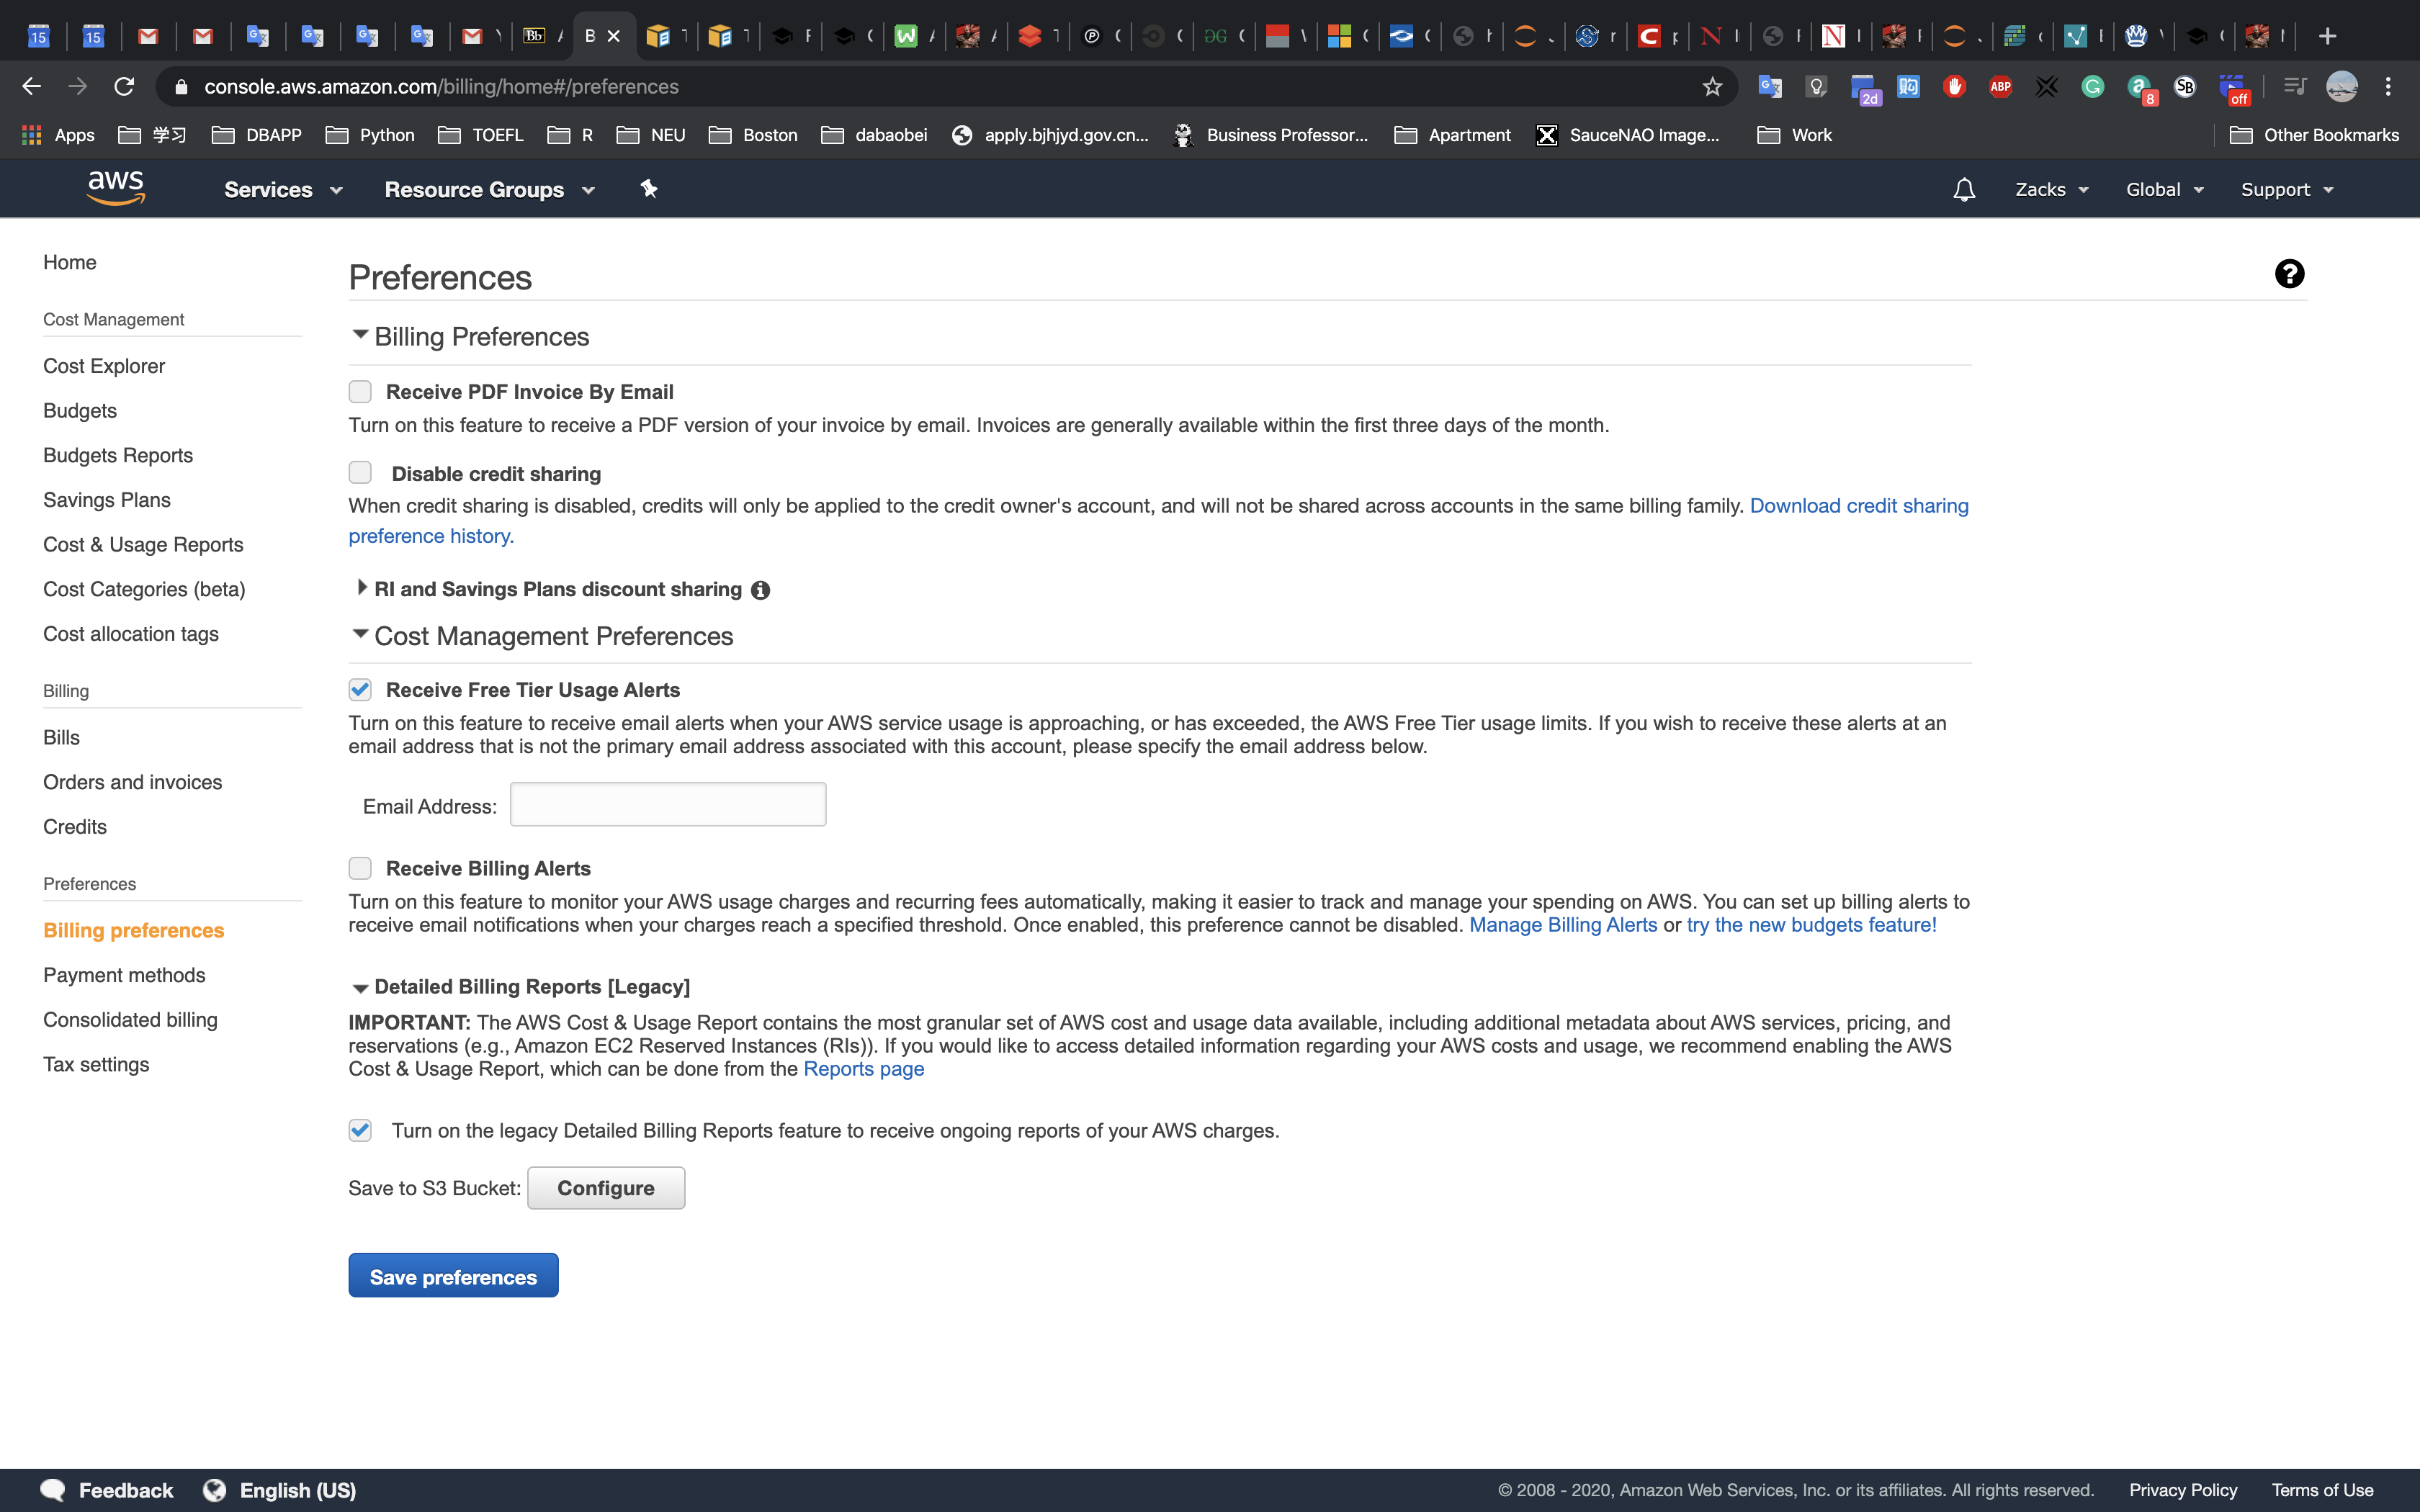 console.aws.amazon.com/billing/home#/preferences
2d
ABP
8
SB
off
Apps
学习
DBAPP
Python
TOEFL
R
NEU
Boston
dabaobei
apply.bjhjyd.gov.cn...
Business Professor...
Apartment
SauceNAO Image...
Work
Other Bookmarks
aws
Services
Resource Groups
Zacks
Global
Support
Home
Cost Management
Cost Explorer
Budgets
Budgets Reports
Savings Plans
Cost & Usage Reports
Cost Categories (beta)
Cost allocation tags
Billing
Bills
Orders and invoices
Credits
Preferences
Billing preferences
Payment methods
Consolidated billing
Tax settings
Preferences
Billing Preferences
Receive PDF Invoice By Email
Turn on this feature to receive a PDF version of your invoice by email. Invoices are generally available within the first three days of the month.
Disable credit sharing
When credit sharing is disabled, credits will only be applied to the credit owner's account, and will not be shared across accounts in the same billing family. Download credit sharing
preference history.
RI and Savings Plans discount sharing
Cost Management Preferences
Receive Free Tier Usage Alerts
Turn on this feature to receive email alerts when your AWS service usage is approaching, or has exceeded, the AWS Free Tier usage limits. If you wish to receive these alerts at an
email address that is not the primary email address associated with this account, please specify the email address below.
Email Address:
Receive Billing Alerts
Turn on this feature to monitor your AWS usage charges and recurring fees automatically, making it easier to track and manage your spending on AWS. You can set up billing alerts to
receive email notifications when your charges reach a specified threshold. Once enabled, this preference cannot be disabled. Manage Billing Alerts or try the new budgets feature!
Detailed Billing Reports [Legacy]
IMPORTANT: The AWS Cost & Usage Report contains the most granular set of AWS cost and usage data available, including additional metadata about AWS services, pricing, and
reservations (e.g., Amazon EC2 Reserved Instances (RIs)). If you would like to access detailed information regarding your AWS costs and usage, we recommend enabling the AWS
Cost & Usage Report, which can be done from the Reports page
Turn on the legacy Detailed Billing Reports feature to receive ongoing reports of your AWS charges.
Save to S3 Bucket:
Configure
Save preferences
Feedback
English (US)
© 2008 - 2020, Amazon Web Services, Inc. or its affiliates. All rights reserved.
Privacy Policy
Terms of Use